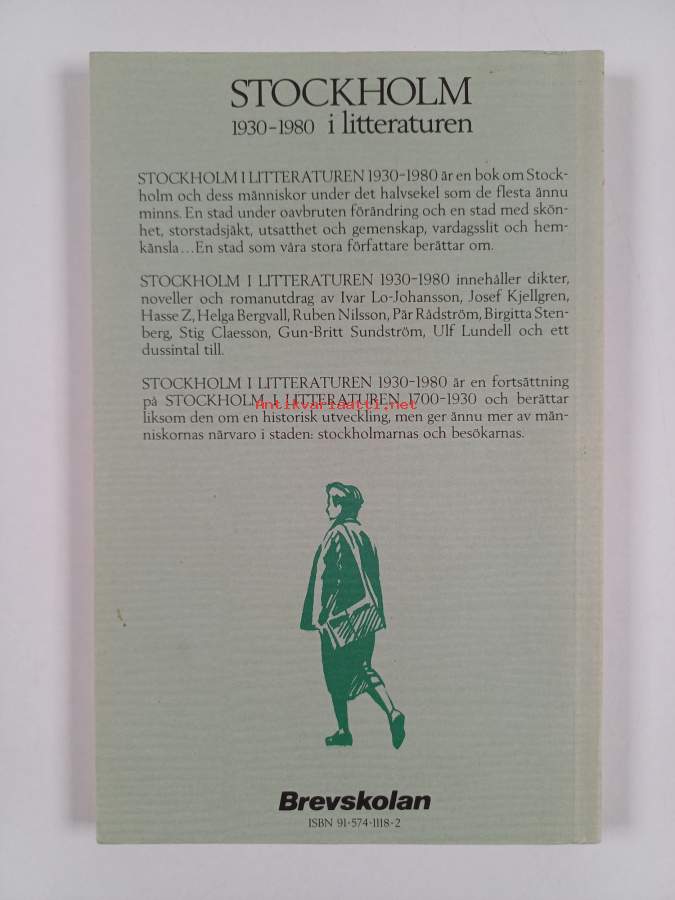 STOCKHOLM
1930-1980 i litteraturen
STOCKHOLM I LITTERATUREN 1930-1980 är en bok om Stock-
holm och dess människor under det halvsekel som de flesta ännu
minns. En stad under oavbruten förändring och en stad med skön-
het, storstadsjäkt, utsatthet och gemenskap, vardagsslit och hem-
känsla...En stad som våra stora författare berättar om.
STOCKHOLM I LITTERATUREN 1930-1980 innehåller dikter,
noveller och romanutdrag av Ivar Lo-Johansson, Josef Kjellgren,
Hasse Z, Helga Bergvall, Ruben Nilsson, Pär Rådström, Birgitta Sten-
berg, Stig Claesson, Gun-Britt Sundström, Ulf Lundell och ett
dussintal till.
STOCKHOLM I LITTERATUREN 1930-1980 är en fortsättning
på STOCKHOLM I LITTERATUREN 1700-1930 och berättar
Antikvariaatti.net
liksom den om en historisk utveckling, men ger ännu mer av män-
niskornas närvaro i staden: stockholmarnas och besökarnas.
Brevskolan
ISBN 91-574-1118-2